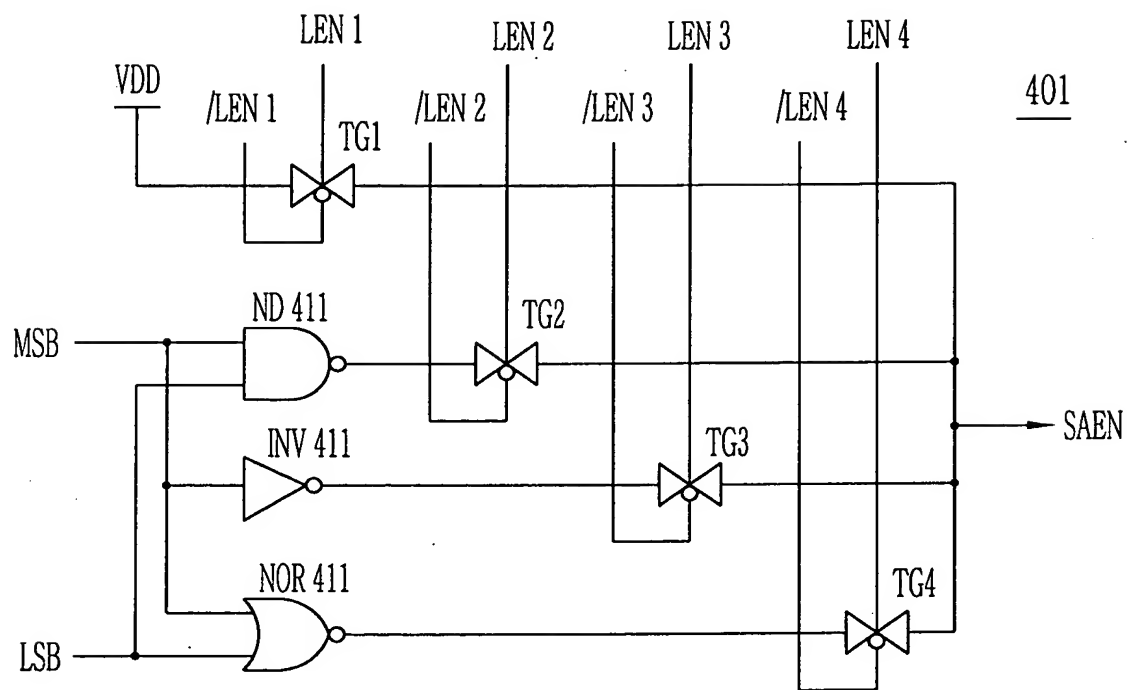 LEN 1
LEN 2
LEN 3
LEN 4
VDD
/LEN 1
/LEN 2
/LEN 3
/LEN 4
401
TG1
ND 411
TG2
MSB
INV 411
TG3
SAEN
NOR 411
TG4
LSB